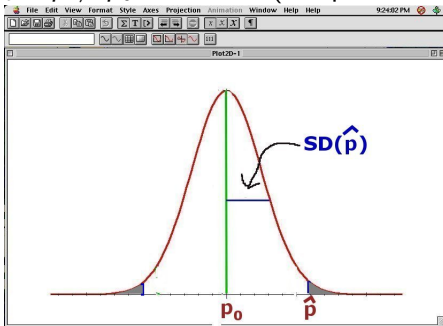 File Edit View Format Style Axes Projection Animation Window Help Help 9:24:02 PM
Plot2D-1
SD(p̂)
p₀ p̂